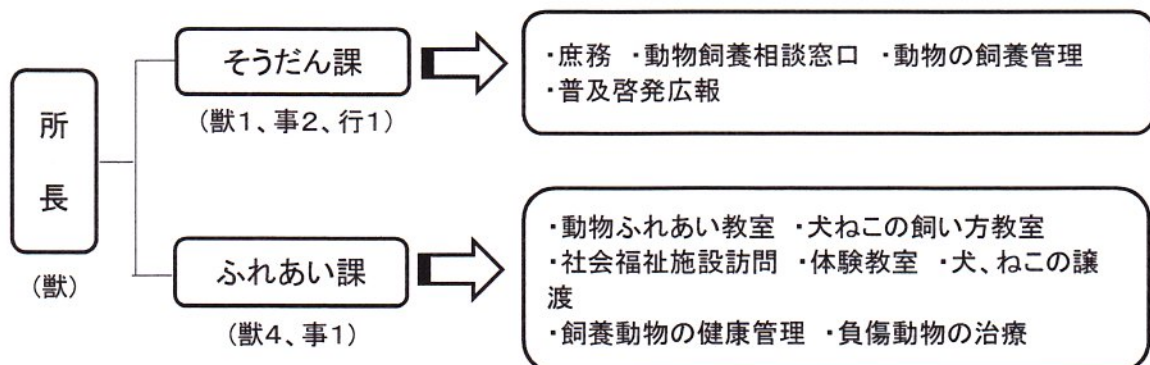 所
長
(獣)
そうだん課
(獣1、事2、行1)
・庶務 ・動物飼養相談窓口 ・動物の飼養管理
・普及啓発広報
ふれあい課
(獣4、事1)
・動物ふれあい教室 ・犬ねこの飼い方教室
・社会福祉施設訪問 ・体験教室 ・犬、ねこの譲
渡
・飼養動物の健康管理 ・負傷動物の治療